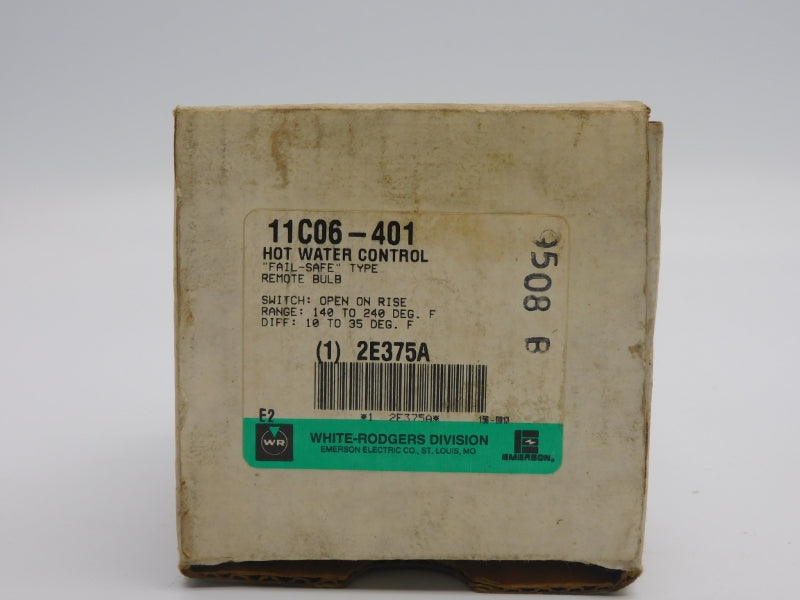 11C06-401
HOT WATER CONTROL
"FAIL-SAFE" TYPE
REMOTE BULB
SWITCH: OPEN ON RISE
RANGE: 140 TO 240 DEG. F
DIFF: 10 TO 35 DEG. F
(1) 2E375A
*1 2E375A*
E2
WR
WHITE-RODGERS DIVISION
EMERSON ELECTRIC CO., ST. LOUIS, MO
EMERSON®
9508 B